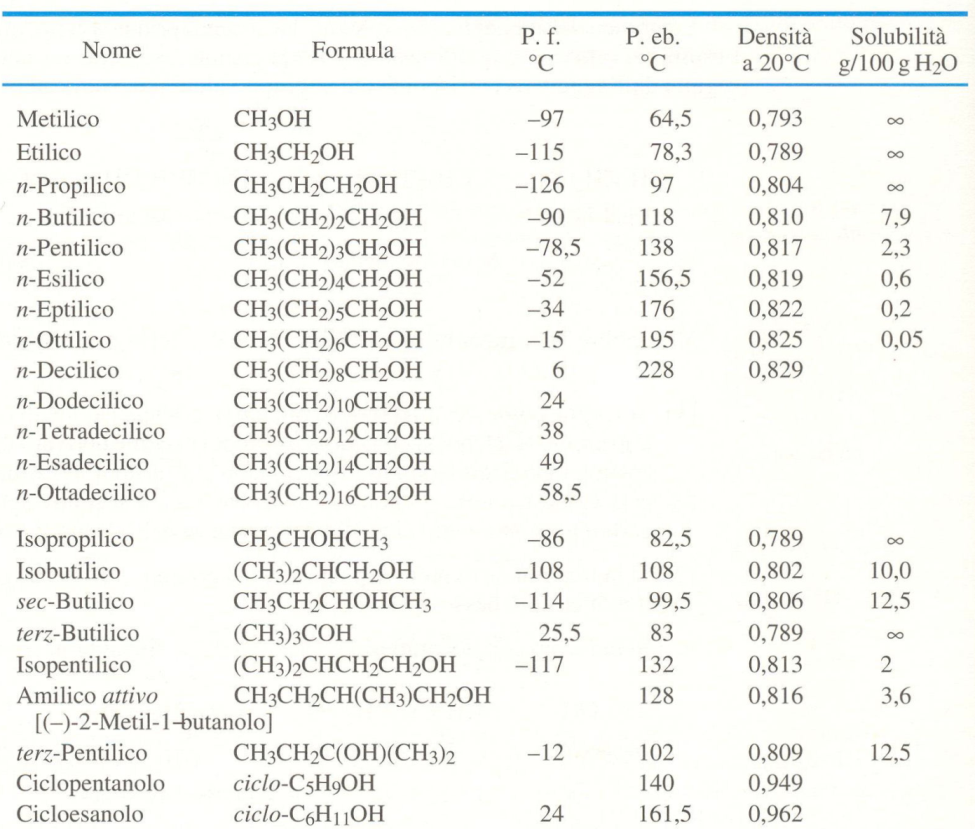 Nome Formula P. f. °C P. eb. °C Densità a 20°C Solubilità g/100 g H2O
Metilico CH3OH –97 64,5 0,793 ∞
Etilico CH3CH2OH –115 78,3 0,789 ∞
n-Propilico CH3CH2CH2OH –126 97 0,804 ∞
n-Butilico CH3(CH2)2CH2OH –90 118 0,810 7,9
n-Pentilico CH3(CH2)3CH2OH –78,5 138 0,817 2,3
n-Esilico CH3(CH2)4CH2OH –52 156,5 0,819 0,6
n-Eptilico CH3(CH2)5CH2OH –34 176 0,822 0,2
n-Ottilico CH3(CH2)6CH2OH –15 195 0,825 0,05
n-Decilico CH3(CH2)8CH2OH 6 228 0,829
n-Dodecilico CH3(CH2)10CH2OH 24
n-Tetradecilico CH3(CH2)12CH2OH 38
n-Esadecilico CH3(CH2)14CH2OH 49
n-Ottadecilico CH3(CH2)16CH2OH 58,5
Isopropilico CH3CHOHCH3 –86 82,5 0,789 ∞
Isobutilico (CH3)2CHCH2OH –108 108 0,802 10,0
sec-Butilico CH3CH2CHOHCH3 –114 99,5 0,806 12,5
terz-Butilico (CH3)3COH 25,5 83 0,789 ∞
Isopentilico (CH3)2CHCH2CH2OH –117 132 0,813 2
Amilico attivo CH3CH2CH(CH3)CH2OH 128 0,816 3,6
[(–)-2-Metil-1-butanolo]
terz-Pentilico CH3CH2C(OH)(CH3)2 –12 102 0,809 12,5
Ciclopentanolo ciclo-C5H9OH 140 0,949
Cicloesanolo ciclo-C6H11OH 24 161,5 0,962